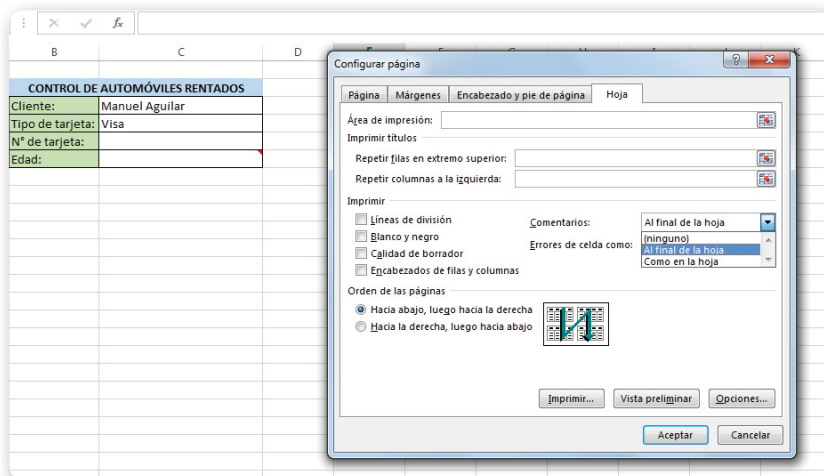 fx
B C D
CONTROL DE AUTOMÓVILES RENTADOS
Cliente: Manuel Aguilar
Tipo de tarjeta: Visa
N° de tarjeta:
Edad:
Configurar página
Página Márgenes Encabezado y pie de página Hoja
Área de impresión:
Imprimir títulos
Repetir filas en extremo superior:
Repetir columnas a la izquierda:
Imprimir
Líneas de división
Blanco y negro
Calidad de borrador
Encabezados de filas y columnas
Comentarios: Al final de la hoja
(ninguno)
Al final de la hoja
Como en la hoja
Errores de celda como:
Orden de las páginas
Hacia abajo, luego hacia la derecha
Hacia la derecha, luego hacia abajo
Imprimir... Vista preliminar Opciones...
Aceptar Cancelar